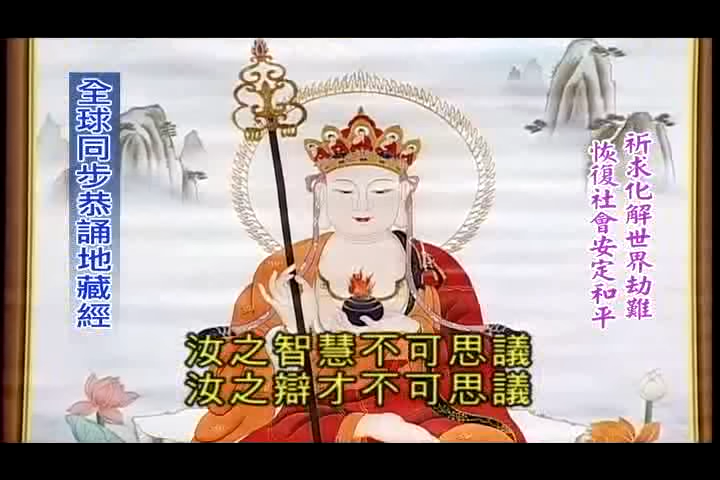 全球同步恭誦地藏經
祈求化解世界劫難
恢復社會安定和平
汝之智慧不可思議
汝之辯才不可思議